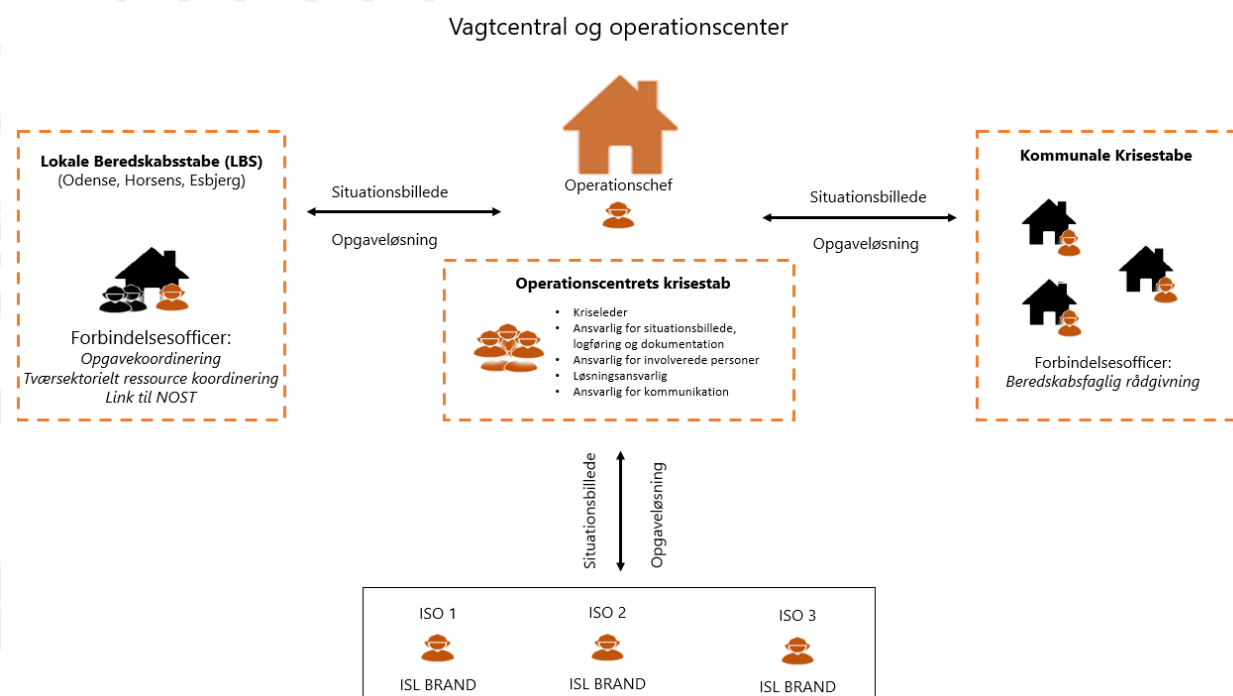 Vagtcentral og operationscenter
Lokale Beredskabsstabe (LBS)
(Odense, Horsens, Esbjerg)
Forbindelsesofficer:
Opgavekoordinering
Tværsektorielt ressource koordinering
Link til NOST
Situationsbillede
Opgaveløsning
Operationschef
Situationsbillede
Opgaveløsning
Kommunale Krisestabe
Forbindelsesofficer:
Beredskabsfaglig rådgivning
Operationscentrets krisestab
• Kriseleder
• Ansvarlig for situationsbillede,
logføring og dokumentation
• Ansvarlig for involverede personer
• Løsningsansvarlig
• Ansvarlig for kommunikation
Situationsbillede
Opgaveløsning
ISO 1
ISO 2
ISO 3
ISL BRAND
ISL BRAND
ISL BRAND